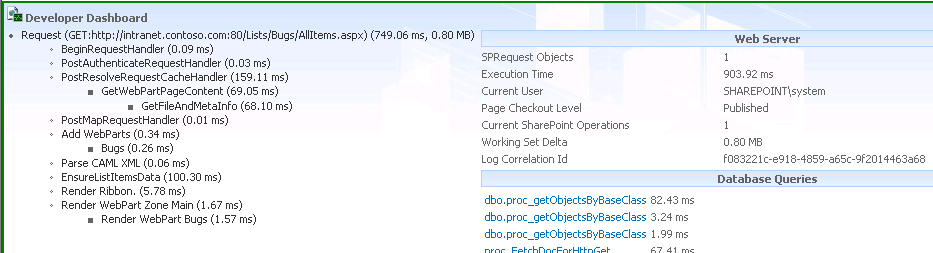 Developer Dashboard
Request (GET:http://intranet.contoso.com:80/Lists/Bugs/AllItems.aspx) (749.06 ms, 0.80 MB)
BeginRequestHandler (0.09 ms)
PostAuthenticateRequestHandler (0.03 ms)
PostResolveRequestCacheHandler (159.11 ms)
GetWebPartPageContent (69.05 ms)
GetFileAndMetaInfo (68.10 ms)
PostMapRequestHandler (0.01 ms)
Add WebParts (0.34 ms)
Bugs (0.26 ms)
Parse CAML XML (0.06 ms)
EnsureListItemsData (100.30 ms)
Render Ribbon. (5.78 ms)
Render WebPart Zone Main (1.67 ms)
Render WebPart Bugs (1.57 ms)
Web Server
SPRequest Objects 1
Execution Time 903.92 ms
Current User SHAREPOINT\system
Page Checkout Level Published
Current SharePoint Operations 1
Working Set Delta 0.80 MB
Log Correlation Id f083221c-e918-4859-a65c-9f2014463a68
Database Queries
dbo.proc_getObjectsByBaseClass 82.43 ms
dbo.proc_getObjectsByBaseClass 3.24 ms
dbo.proc_getObjectsByBaseClass 1.99 ms
proc_FetchDocForHttpGet 67.41 ms